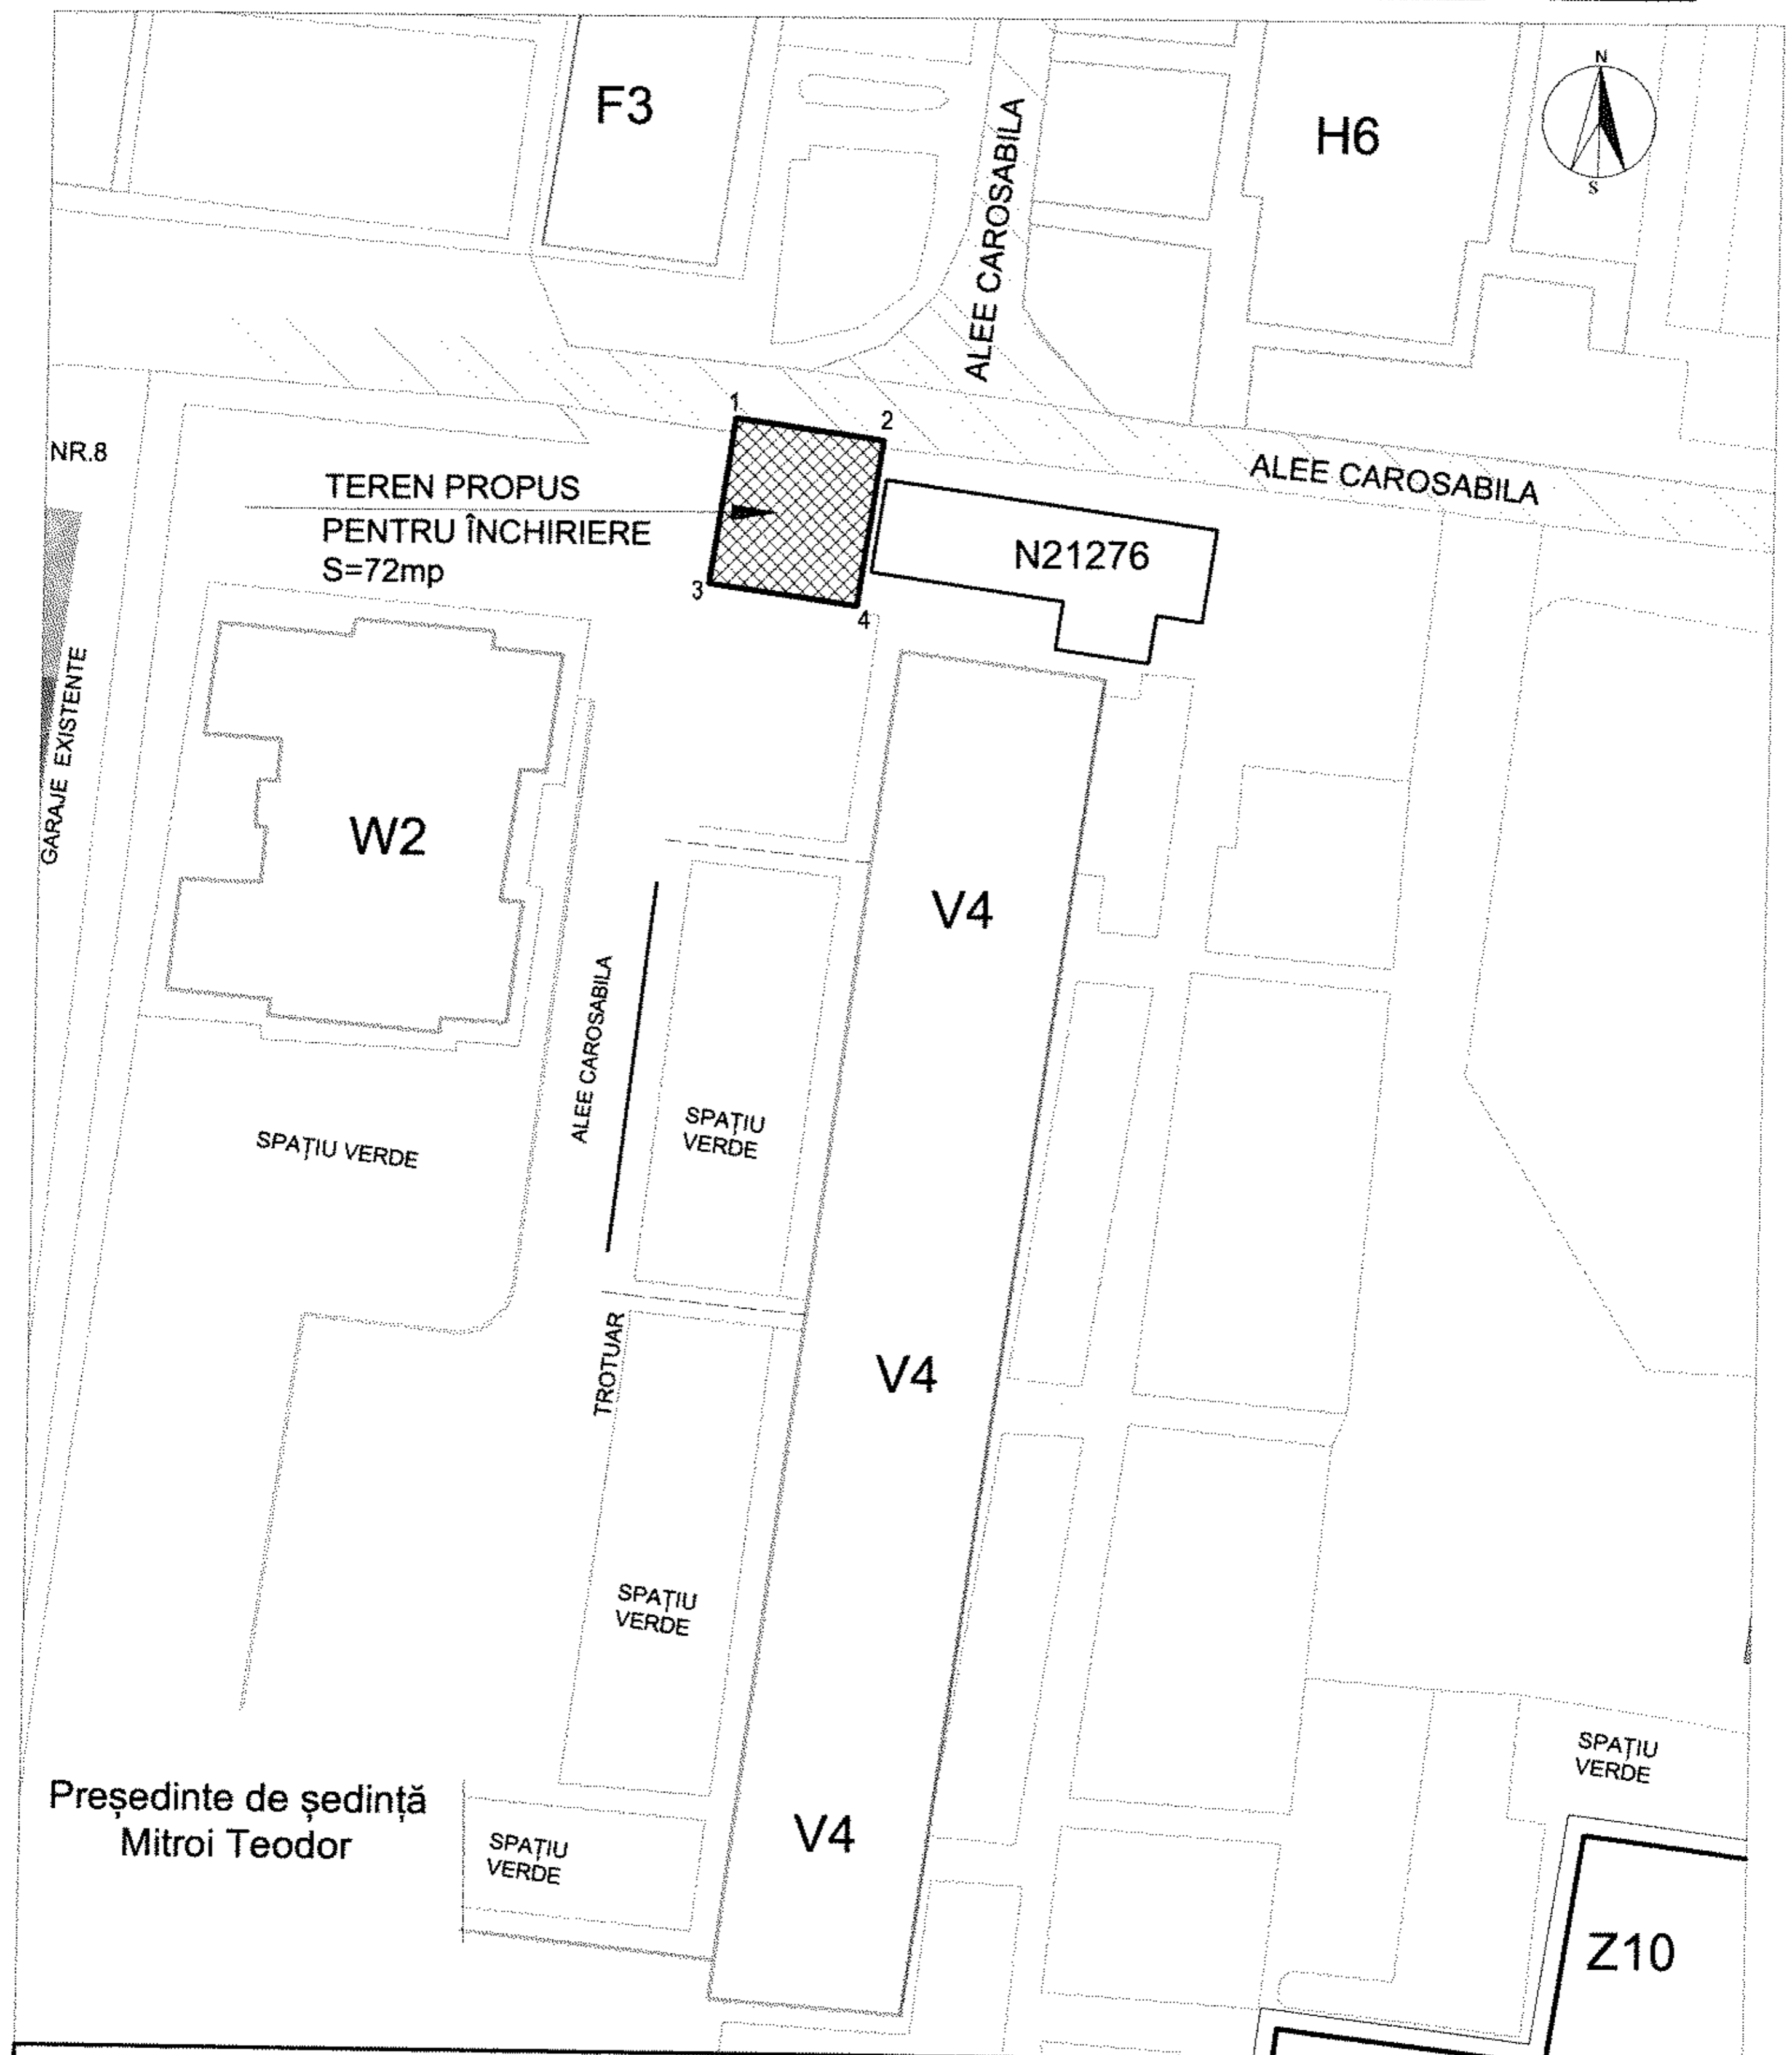 F3
H6
N
S
ALEE CAROSABILA
1
2
NR.8
ALEE CAROSABILA
TEREN PROPUS
PENTRU ÎNCHIRIERE
S=72mp
N21276
3
4
GARAJE EXISTENTE
W2
V4
ALEE CAROSABILA
SPAȚIU
VERDE
SPAȚIU VERDE
TROTUAR
V4
SPAȚIU
VERDE
SPAȚIU
VERDE
Președinte de ședință
Mitroi Teodor
SPAȚIU
VERDE
V4
Z10